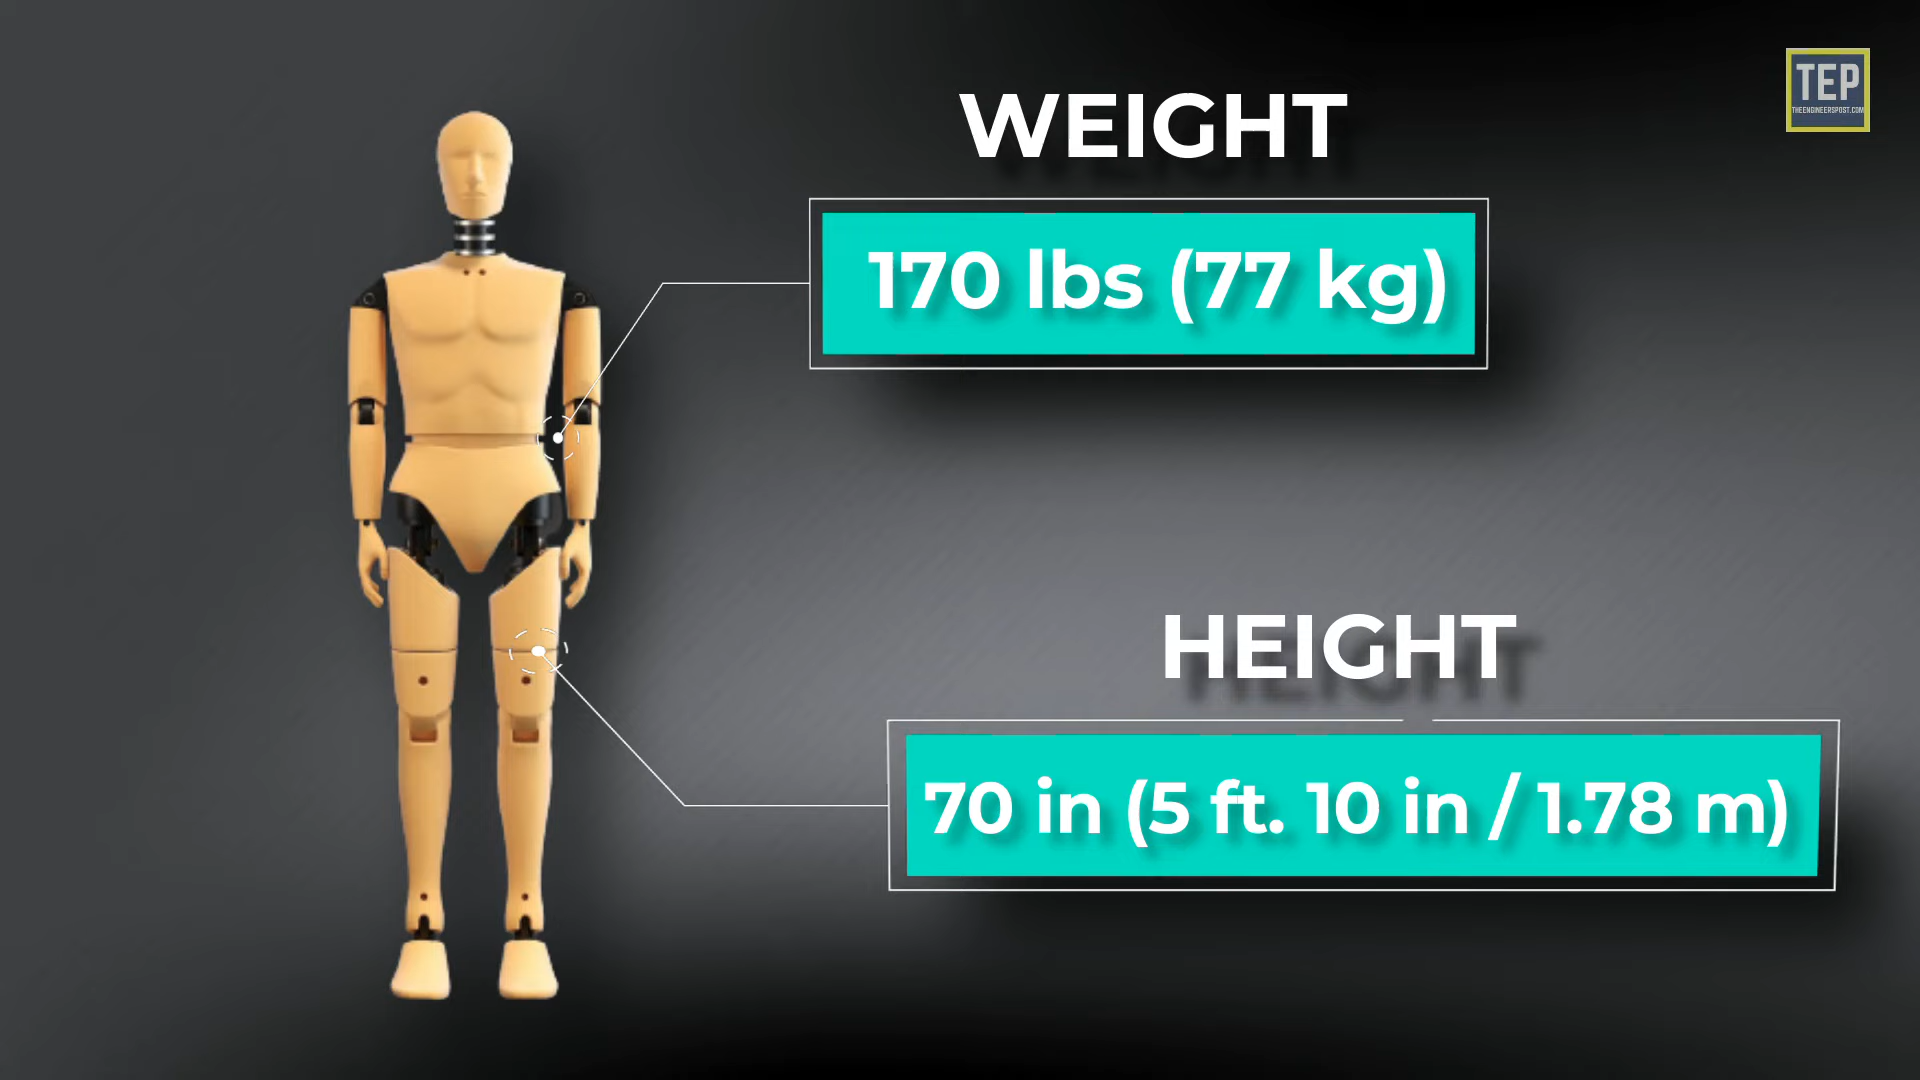 TEP
THEENGINEERSPOST.COM
WEIGHT
170 lbs (77 kg)
HEIGHT
70 in (5 ft. 10 in / 1.78 m)